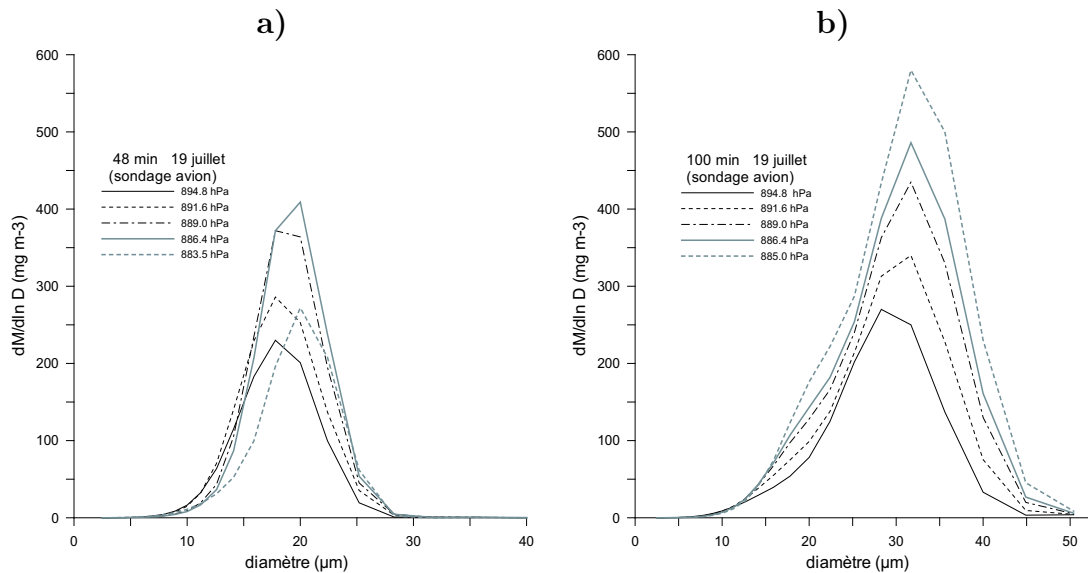 a)
600
500
400
300
200
100
0
dM/dln D (mg m-3)
48 min 19 juillet
(sondage avion)
894.8 hPa
891.6 hPa
889.0 hPa
886.4 hPa
883.5 hPa
0 10 20 30 40
diamètre (µm)
b)
600
500
400
300
200
100
0
dM/dln D (mg m-3)
100 min 19 juillet
(sondage avion)
894.8 hPa
891.6 hPa
889.0 hPa
886.4 hPa
885.0 hPa
0 10 20 30 40 50
diamètre (µm)